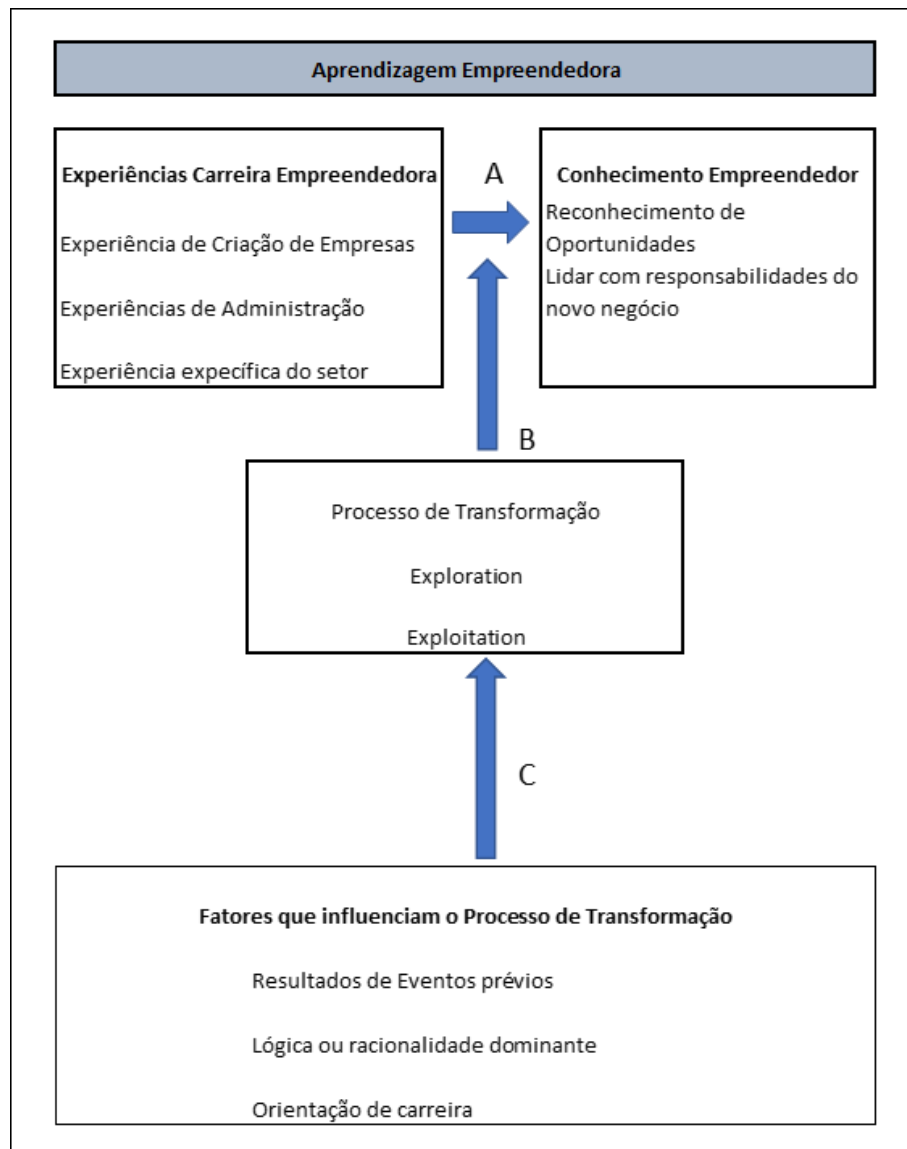 Aprendizagem Empreendedora
Experiências Carreira Empreendedora
Experiência de Criação de Empresas
Experiências de Administração
Experiência expecífica do setor
A
Conhecimento Empreendedor
Reconhecimento de
Oportunidades
Lidar com responsabilidades do
novo negócio
B
Processo de Transformação
Exploration
Exploitation
C
Fatores que influenciam o Processo de Transformação
Resultados de Eventos prévios
Lógica ou racionalidade dominante
Orientação de carreira